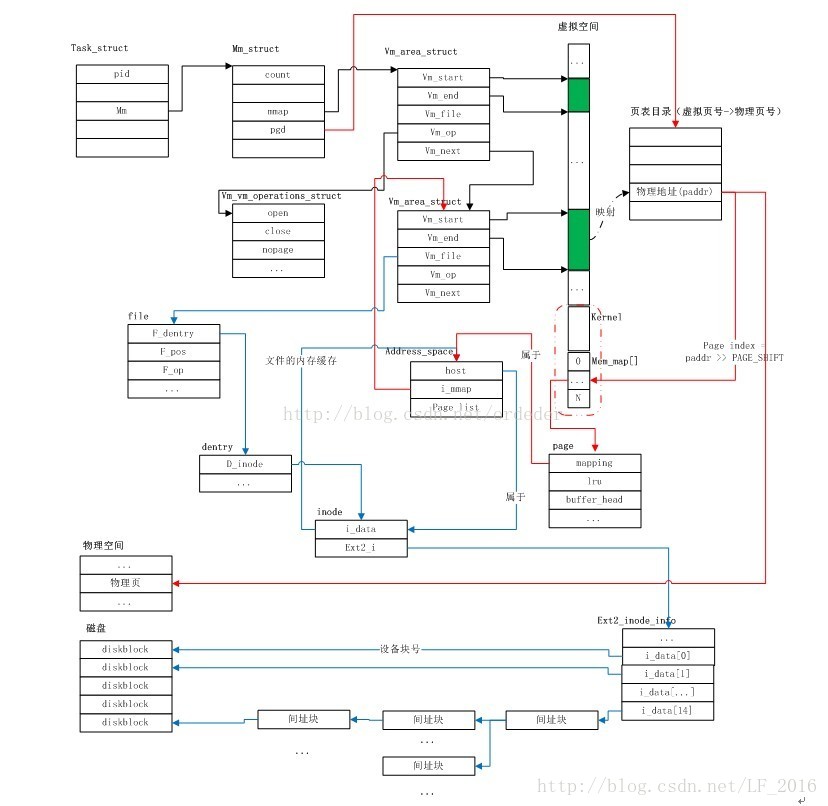 虚拟空间
Task_struct
Mm_struct
Vm_area_struct
pid
Mm
count
mmap
pgd
Vm_start
Vm_end
Vm_file
Vm_op
Vm_next
...
...
...
页表目录（虚拟页号->物理页号）
物理地址(paddr)
映射
Vm_vm_operations_struct
open
close
nopage
...
Vm_area_struct
Vm_start
Vm_end
Vm_file
Vm_op
Vm_next
Kernel
Mem_map[]
0
...
N
Page index =
paddr >> PAGE_SHIFT
file
F_dentry
F_pos
F_op
...
文件的内存缓存
Address_space
host
i_mmap
Page_list
属于
http://blog.csdn.net/ordeder
dentry
D_inode
...
page
mapping
lru
buffer_head
...
属于
inode
i_data
Ext2_i
物理空间
...
物理页
...
磁盘
diskblock
diskblock
diskblock
diskblock
diskblock
设备块号
Ext2_inode_info
...
i_data[0]
i_data[1]
i_data[...]
i_data[14]
间址块
间址块
间址块
...
...
间址块
...
http://blog.csdn.net/LF_2016